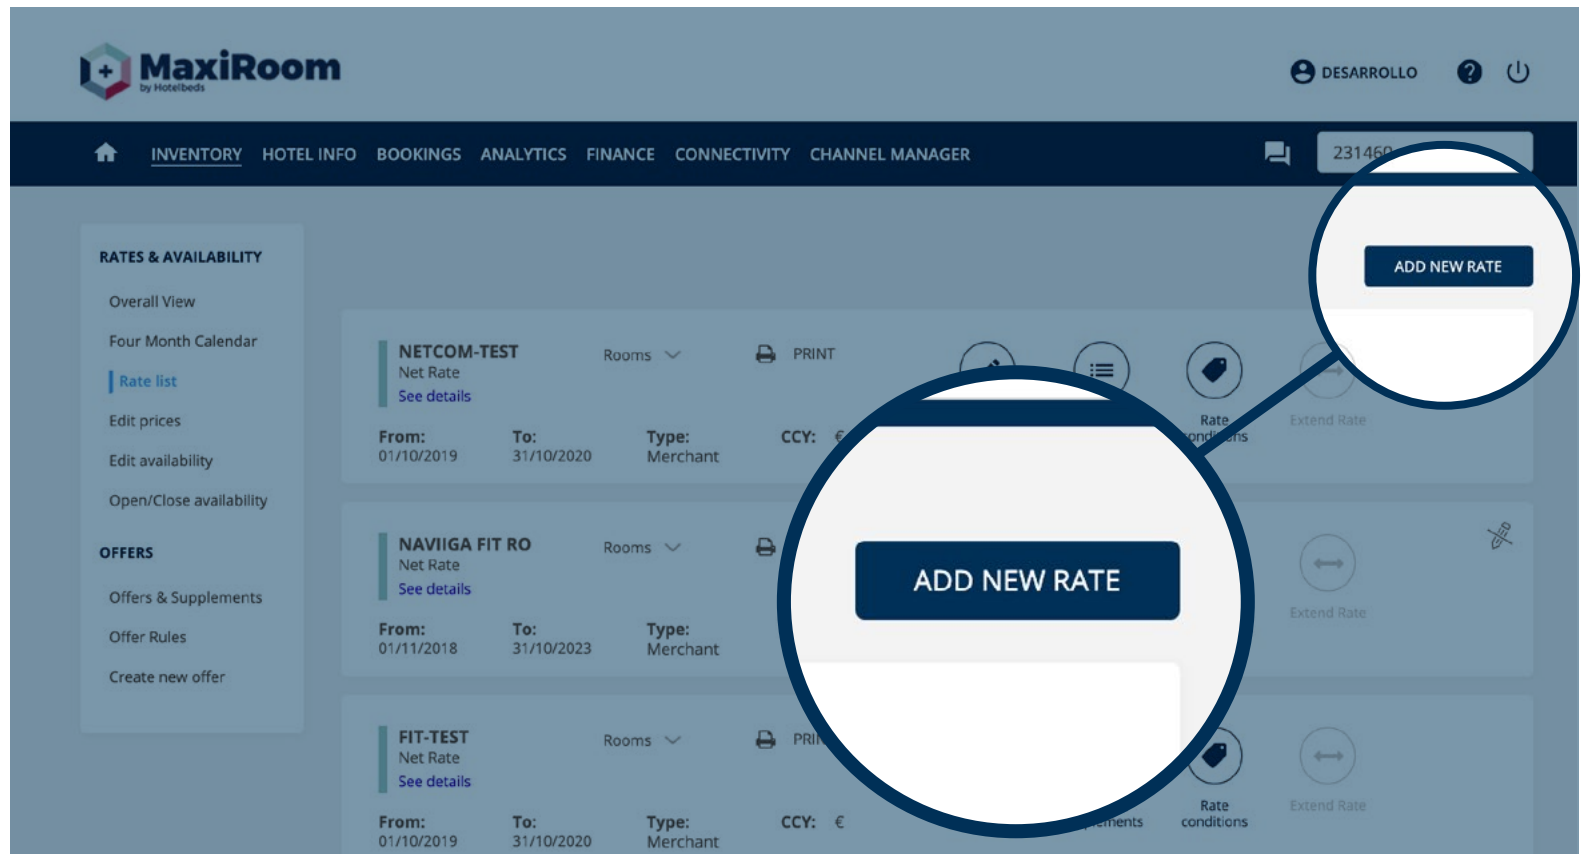 MaxiRoom
by Hotelbeds
DESARROLLO
INVENTORY HOTEL INFO BOOKINGS ANALYTICS FINANCE CONNECTIVITY CHANNEL MANAGER
231460
ADD NEW RATE
RATES & AVAILABILITY
Overall View
Four Month Calendar
Rate list
Edit prices
Edit availability
Open/Close availability
OFFERS
Offers & Supplements
Offer Rules
Create new offer
NETCOM-TEST Rooms PRINT
Net Rate
See details
Rate Extend Rate
From: To: Type: CCY: €
01/10/2019 31/10/2020 Merchant
NAVIIGA FIT RO Rooms
Net Rate
See details
Extend Rate
From: To: Type:
01/11/2018 31/10/2023 Merchant
ADD NEW RATE
FIT-TEST Rooms
Net Rate
See details
Rate conditions Extend Rate
From: To: Type: CCY: €
01/10/2019 31/10/2020 Merchant